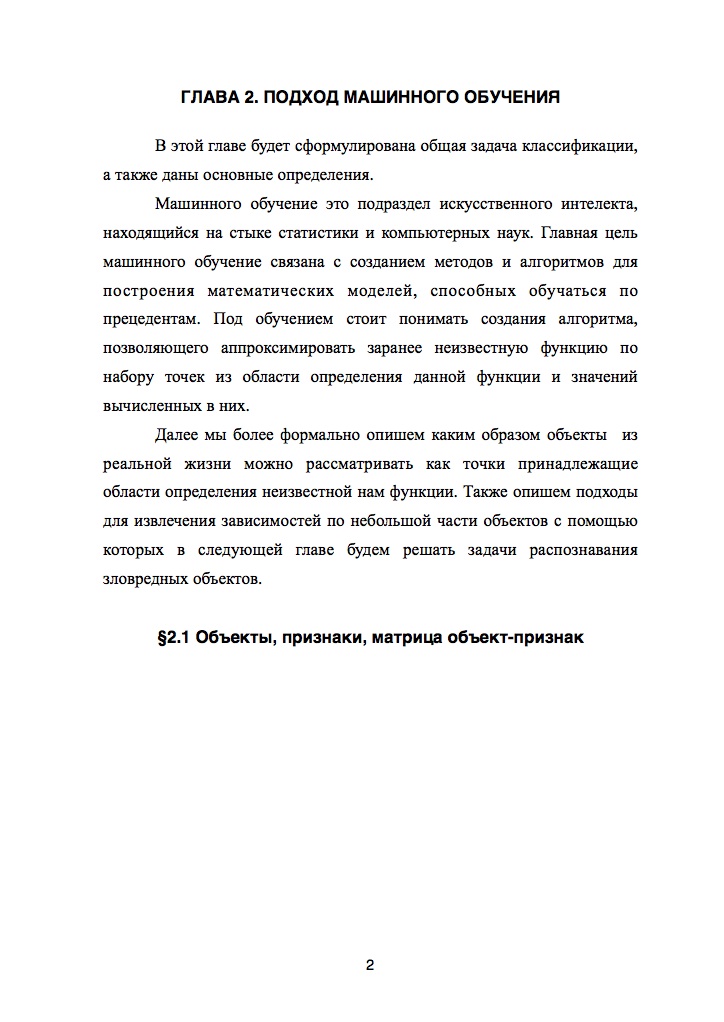 ГЛАВА 2. ПОДХОД МАШИННОГО ОБУЧЕНИЯ
В этой главе будет сформулирована общая задача классификации,
а также даны основные определения.
Машинного обучение это подраздел искусственного интелекта,
находящийся на стыке статистики и компьютерных наук. Главная цель
машинного обучение связана с созданием методов и алгоритмов для
построения математических моделей, способных обучаться по
прецедентам. Под обучением стоит понимать создания алгоритма,
позволяющего аппроксимировать заранее неизвестную функцию по
набору точек из области определения данной функции и значений
вычисленных в них.
Далее мы более формально опишем каким образом объекты из
реальной жизни можно рассматривать как точки принадлежащие
области определения неизвестной нам функции. Также опишем подходы
для извлечения зависимостей по небольшой части объектов с помощью
которых в следующей главе будем решать задачи распознавания
зловредных объектов.
§2.1 Объекты, признаки, матрица объект-признак
2